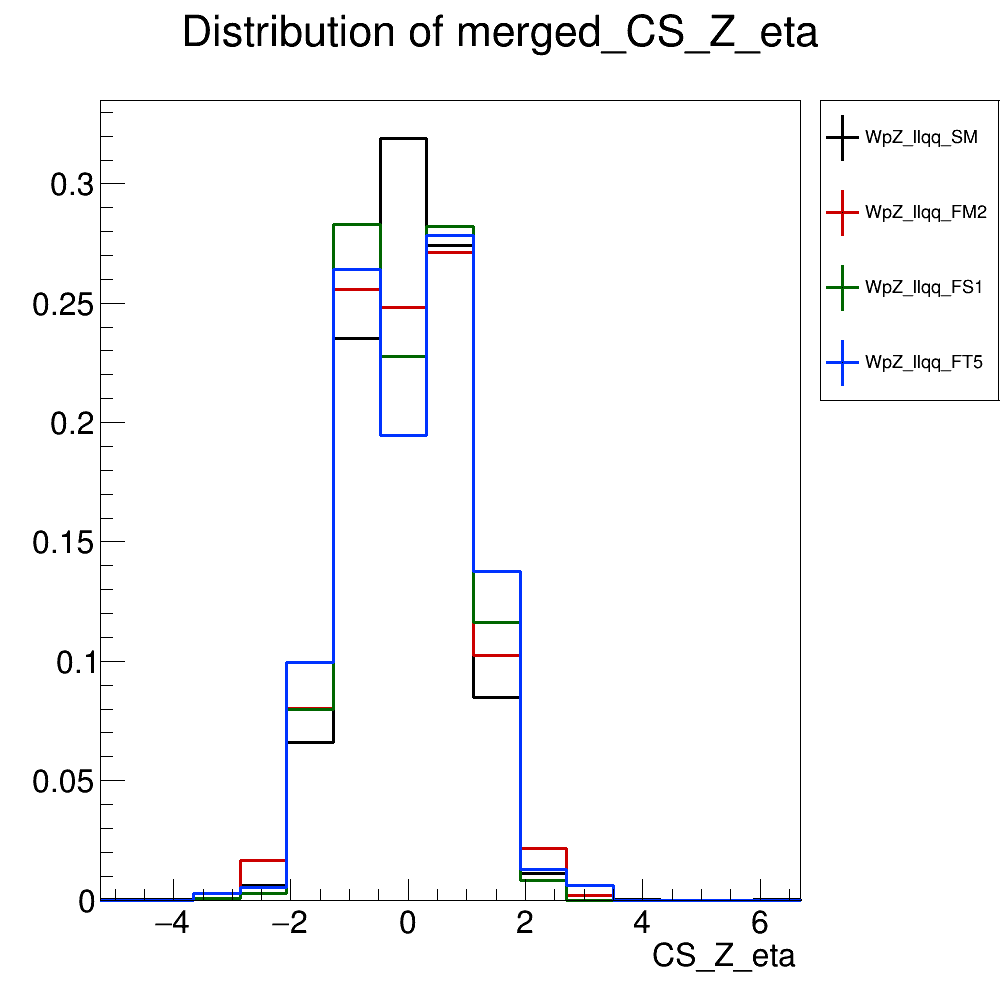 Distribution of merged_CS_Z_eta
WpZ_llqq_SM
WpZ_llqq_FM2
WpZ_llqq_FS1
WpZ_llqq_FT5
0.3
0.25
0.2
0.15
0.1
0.05
0
−4 −2 0 2 4 6
CS_Z_eta